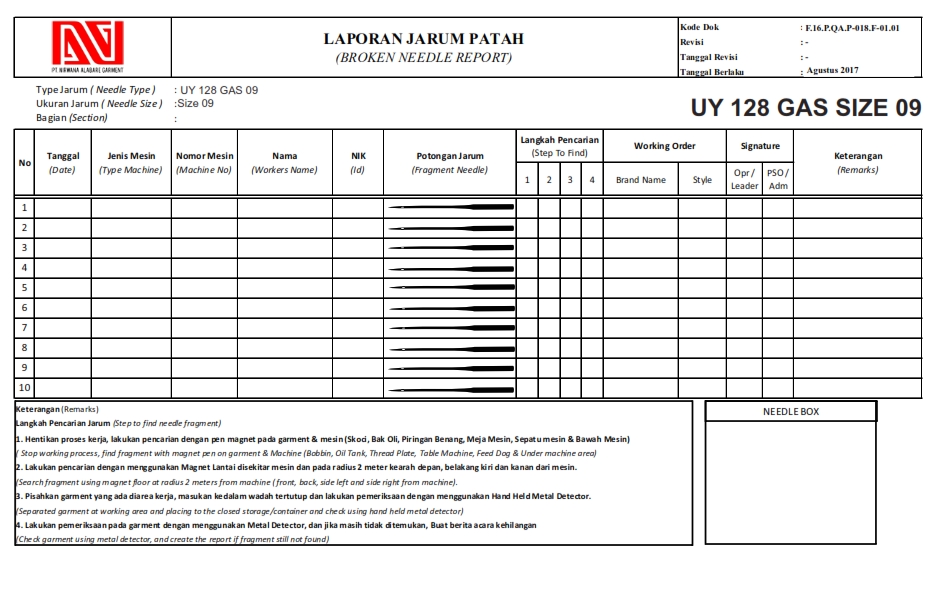 PT. NIRWANA ALABARE GARMENT
LAPORAN JARUM PATAH
(BROKEN NEEDLE REPORT)
Kode Dok : F.16.P.QA.P-018.F-01.01
Revisi : -
Tanggal Revisi : -
Tanggal Berlaku : Agustus 2017
Type Jarum ( Needle Type ) : UY 128 GAS 09
Ukuran Jarum ( Needle Size ) :Size 09
Bagian (Section) :
UY 128 GAS SIZE 09
No
Tanggal
(Date)
Jenis Mesin
(Type Machine)
Nomor Mesin
(Machine No)
Nama
(Workers Name)
NIK
(Id)
Potongan Jarum
(Fragment Needle)
Langkah Pencarian
(Step To Find)
1 2 3 4
Working Order
Brand Name Style
Signature
Opr /
Leader
PSO /
Adm
Keterangan
(Remarks)
1
2
3
4
5
6
7
8
9
10
Keterangan (Remarks)
Langkah Pencarian Jarum (Step to find needle fragment)
1. Hentikan proses kerja, lakukan pencarian dengan pen magnet pada garment & mesin (Skoci, Bak Oli, Piringan Benang, Meja Mesin, Sepatu mesin & Bawah Mesin)
( Stop working process, find fragment with magnet pen on garment & Machine (Bobbin, Oil Tank, Thread Plate, Table Machine, Feed Dog & Under machine area)
2. Lakukan pencarian dengan menggunakan Magnet Lantai disekitar mesin dan pada radius 2 meter kearah depan, belakang kiri dan kanan dari mesin.
(Search fragment using magnet floor at radius 2 meters from machine ( front, back, side left and side right from machine).
3. Pisahkan garment yang ada diarea kerja, masukan kedalam wadah tertutup dan lakukan pemeriksaan dengan menggunakan Hand Held Metal Detector.
(Separated garment at working area and placing to the closed storage/container and check using hand held metal detector)
4. Lakukan pemeriksaan pada garment dengan menggunakan Metal Detector, dan jika masih tidak ditemukan, Buat berita acara kehilangan
(Check garment using metal detector, and create the report if fragment still not found)
NEEDLE BOX